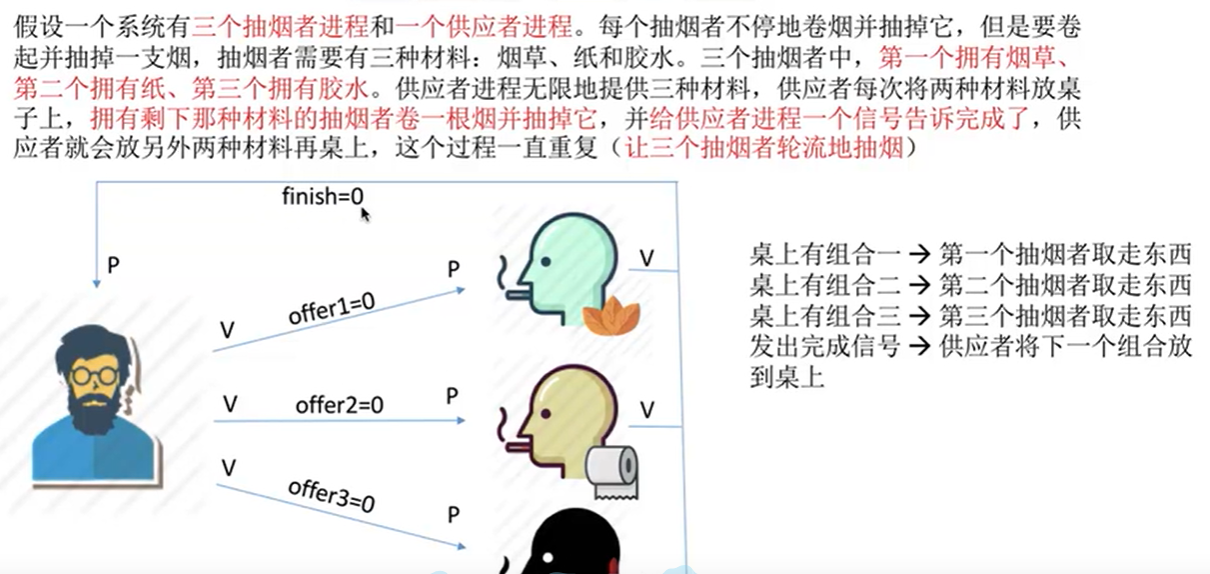 假设一个系统有三个抽烟者进程和一个供应者进程。每个抽烟者不停地卷烟并抽掉它，但是要卷
起并抽掉一支烟，抽烟者需要有三种材料：烟草、纸和胶水。三个抽烟者中，第一个拥有烟草、
第二个拥有纸、第三个拥有胶水。供应者进程无限地提供三种材料，供应者每次将两种材料放桌
子上，拥有剩下那种材料的抽烟者卷一根烟并抽掉它，并给供应者进程一个信号告诉完成了，供
应者就会放另外两种材料再桌上，这个过程一直重复（让三个抽烟者轮流地抽烟）
finish=0
P
V
offer1=0
P
V
V
offer2=0
P
V
V
offer3=0
P
桌上有组合一 → 第一个抽烟者取走东西
桌上有组合二 → 第二个抽烟者取走东西
桌上有组合三 → 第三个抽烟者取走东西
发出完成信号 → 供应者将下一个组合放
到桌上